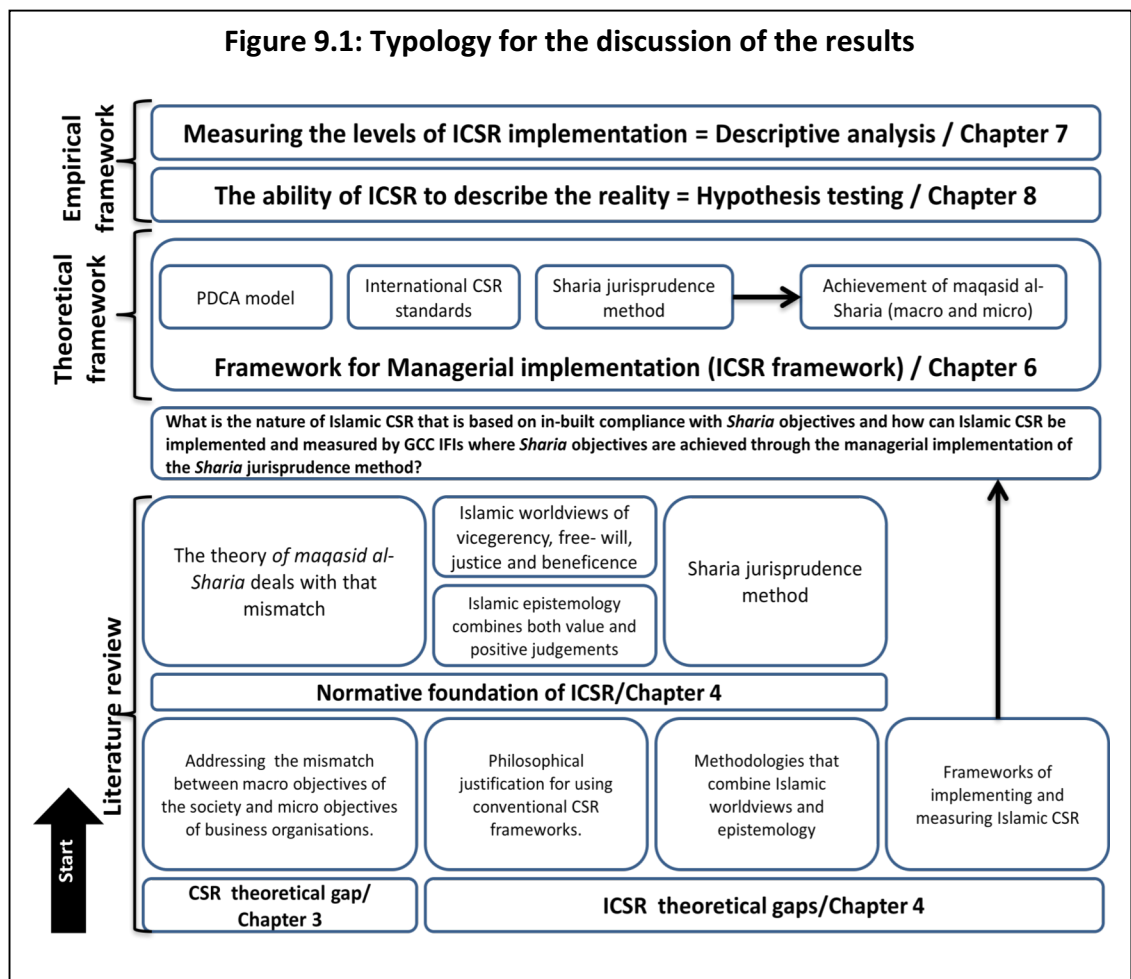 Figure 9.1: Typology for the discussion of the results
Empirical
framework
Measuring the levels of ICSR implementation = Descriptive analysis / Chapter 7
The ability of ICSR to describe the reality = Hypothesis testing / Chapter 8
Theoretical
framework
PDCA model
International CSR
standards
Sharia jurisprudence
method
Achievement of maqasid al-
Sharia (macro and micro)
Framework for Managerial implementation (ICSR framework) / Chapter 6
What is the nature of Islamic CSR that is based on in-built compliance with Sharia objectives and how can Islamic CSR be
implemented and measured by GCC IFIs where Sharia objectives are achieved through the managerial implementation of
the Sharia jurisprudence method?
Literature review
The theory of maqasid al-
Sharia deals with that
mismatch
Islamic worldviews of
vicegerency, free- will,
justice and beneficence
Islamic epistemology
combines both value and
positive judgements
Sharia jurisprudence
method
Normative foundation of ICSR/Chapter 4
Addressing the mismatch
between macro objectives of
the society and micro objectives
of business organisations.
Philosophical
justification for using
conventional CSR
frameworks.
Methodologies that
combine Islamic
worldviews and
epistemology
Frameworks of
implementing and
measuring Islamic CSR
Start
CSR theoretical gap/
Chapter 3
ICSR theoretical gaps/Chapter 4